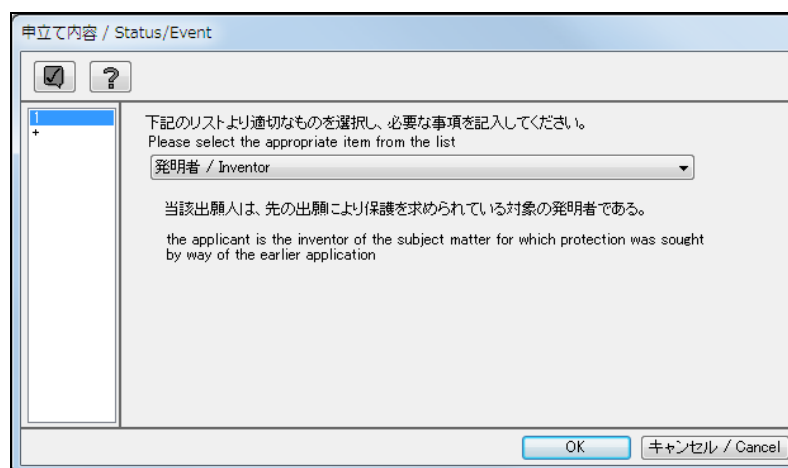 申立て内容 / Status/Event
?
1
+
下記のリストより適切なものを選択し、必要な事項を記入してください。
Please select the appropriate item from the list
発明者 / Inventor
当該出願人は、先の出願により保護を求められている対象の発明者である。
the applicant is the inventor of the subject matter for which protection was sought
by way of the earlier application
OK
キャンセル / Cancel